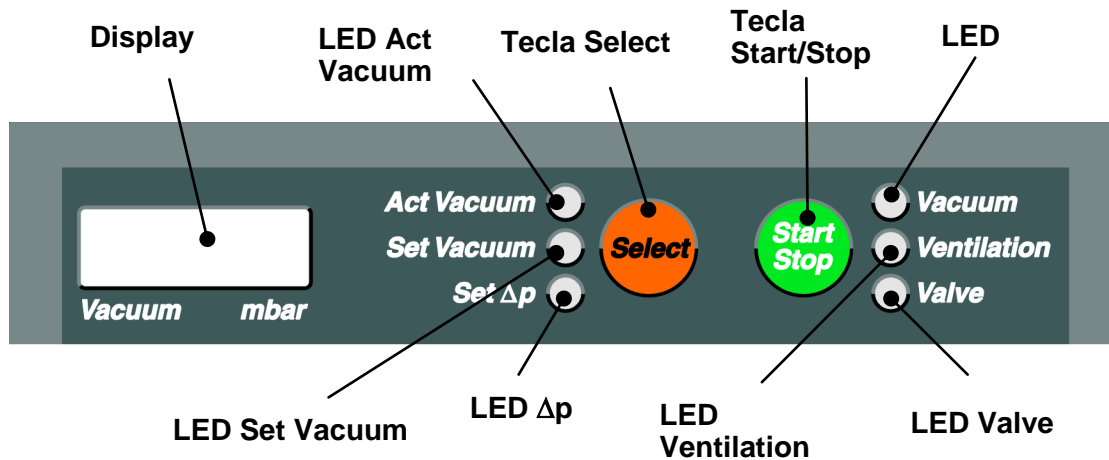 Display
LED Act
Vacuum
Tecla Select
Tecla
Start/Stop
LED
Act Vacuum
Set Vacuum
Set Δp
Select
Start
Stop
Vacuum
Ventilation
Valve
Vacuum mbar
LED Set Vacuum
LED Δp
LED
Ventilation
LED Valve